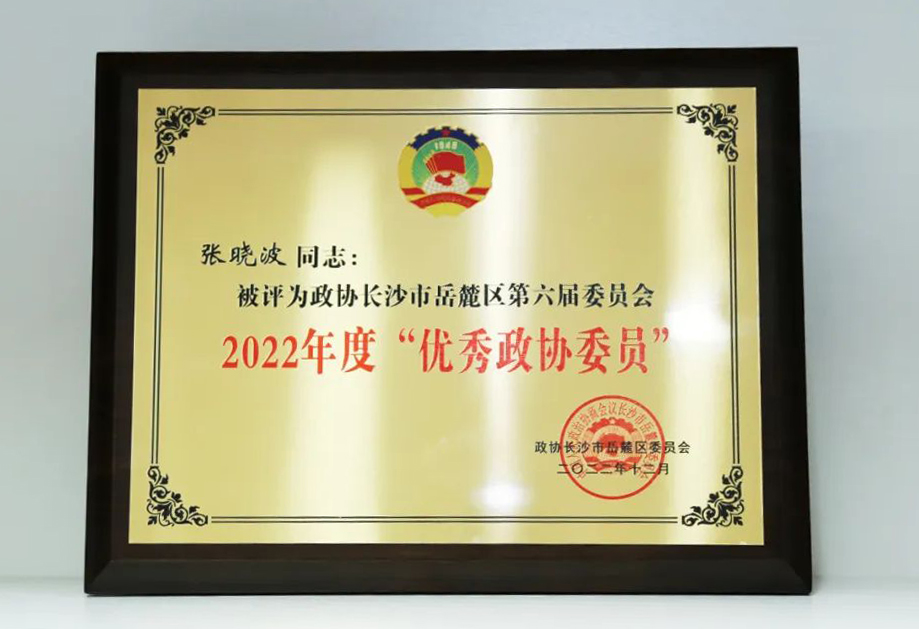 1949
张晓波 同志：
被评为政协长沙市岳麓区第六届委员会
2022年度“优秀政协委员”
政协长沙市岳麓区委员会
二〇二二年十二月